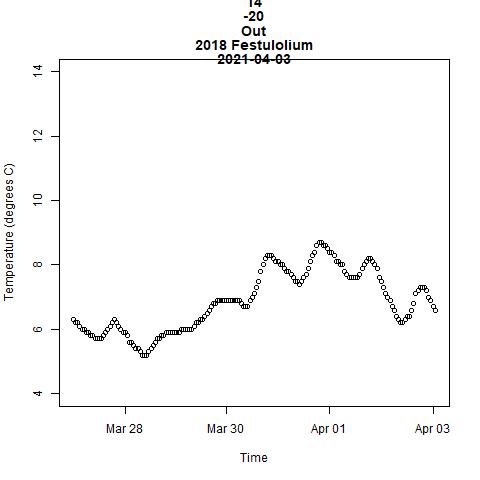 14
-20
Out
2018 Festulolium
2021-04-03
Temperature (degrees C)
14
12
10
8
6
4
Mar 28
Mar 30
Apr 01
Apr 03
Time